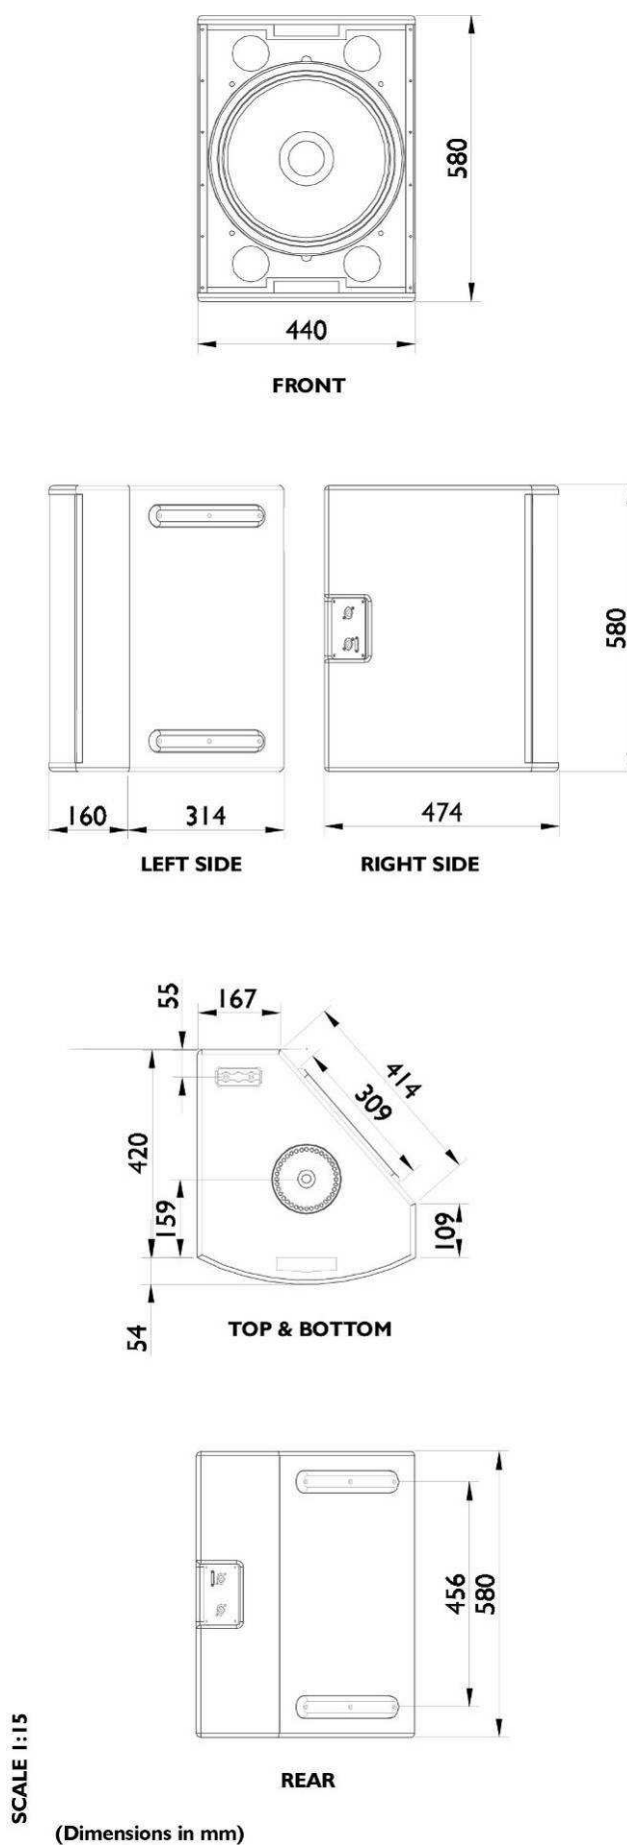 580
440
FRONT
580
160
314
474
LEFT SIDE
RIGHT SIDE
55
167
414
309
420
159
109
54
TOP & BOTTOM
456
580
REAR
SCALE 1:15
(Dimensions in mm)